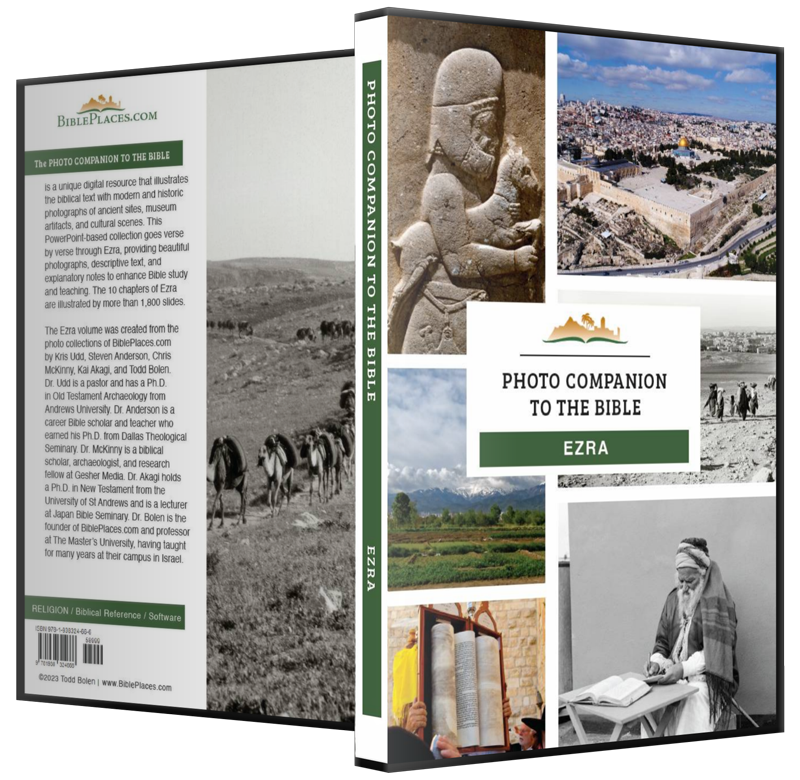 BIBLEPLACES.COM
The PHOTO COMPANION TO THE BIBLE
is a unique digital resource that illustrates
the biblical text with modern and historic
photographs of ancient sites, museum
artifacts, and cultural scenes. This
PowerPoint-based collection goes verse
by verse through Ezra, providing beautiful
photographs, descriptive text, and
explanatory notes to enhance Bible study
and teaching. The 10 chapters of Ezra
are illustrated by more than 1,800 slides.
The Ezra volume was created from the
photo collections of BiblePlaces.com
by Kris Udd, Steven Anderson, Chris
McKinny, Kai Akagi, and Todd Bolen.
Dr. Udd is a pastor and has a Ph.D.
in Old Testament Archaeology from
Andrews University. Dr. Anderson is a
career Bible scholar and teacher who
earned his Ph.D. from Dallas Theological
Seminary. Dr. McKinny is a biblical
scholar, archaeologist, and research
fellow at Gesher Media. Dr. Akagi holds
a Ph.D. in New Testament from the
University of St Andrews and is a lecturer
at Japan Bible Seminary. Dr. Bolen is the
founder of BiblePlaces.com and professor
at The Master's University, having taught
for many years at their campus in Israel.
RELIGION / Biblical Reference / Software
©2023 Todd Bolen | www.BiblePlaces.com
PHOTO COMPANION TO THE BIBLE
EZRA
PHOTO COMPANION
TO THE BIBLE
EZRA